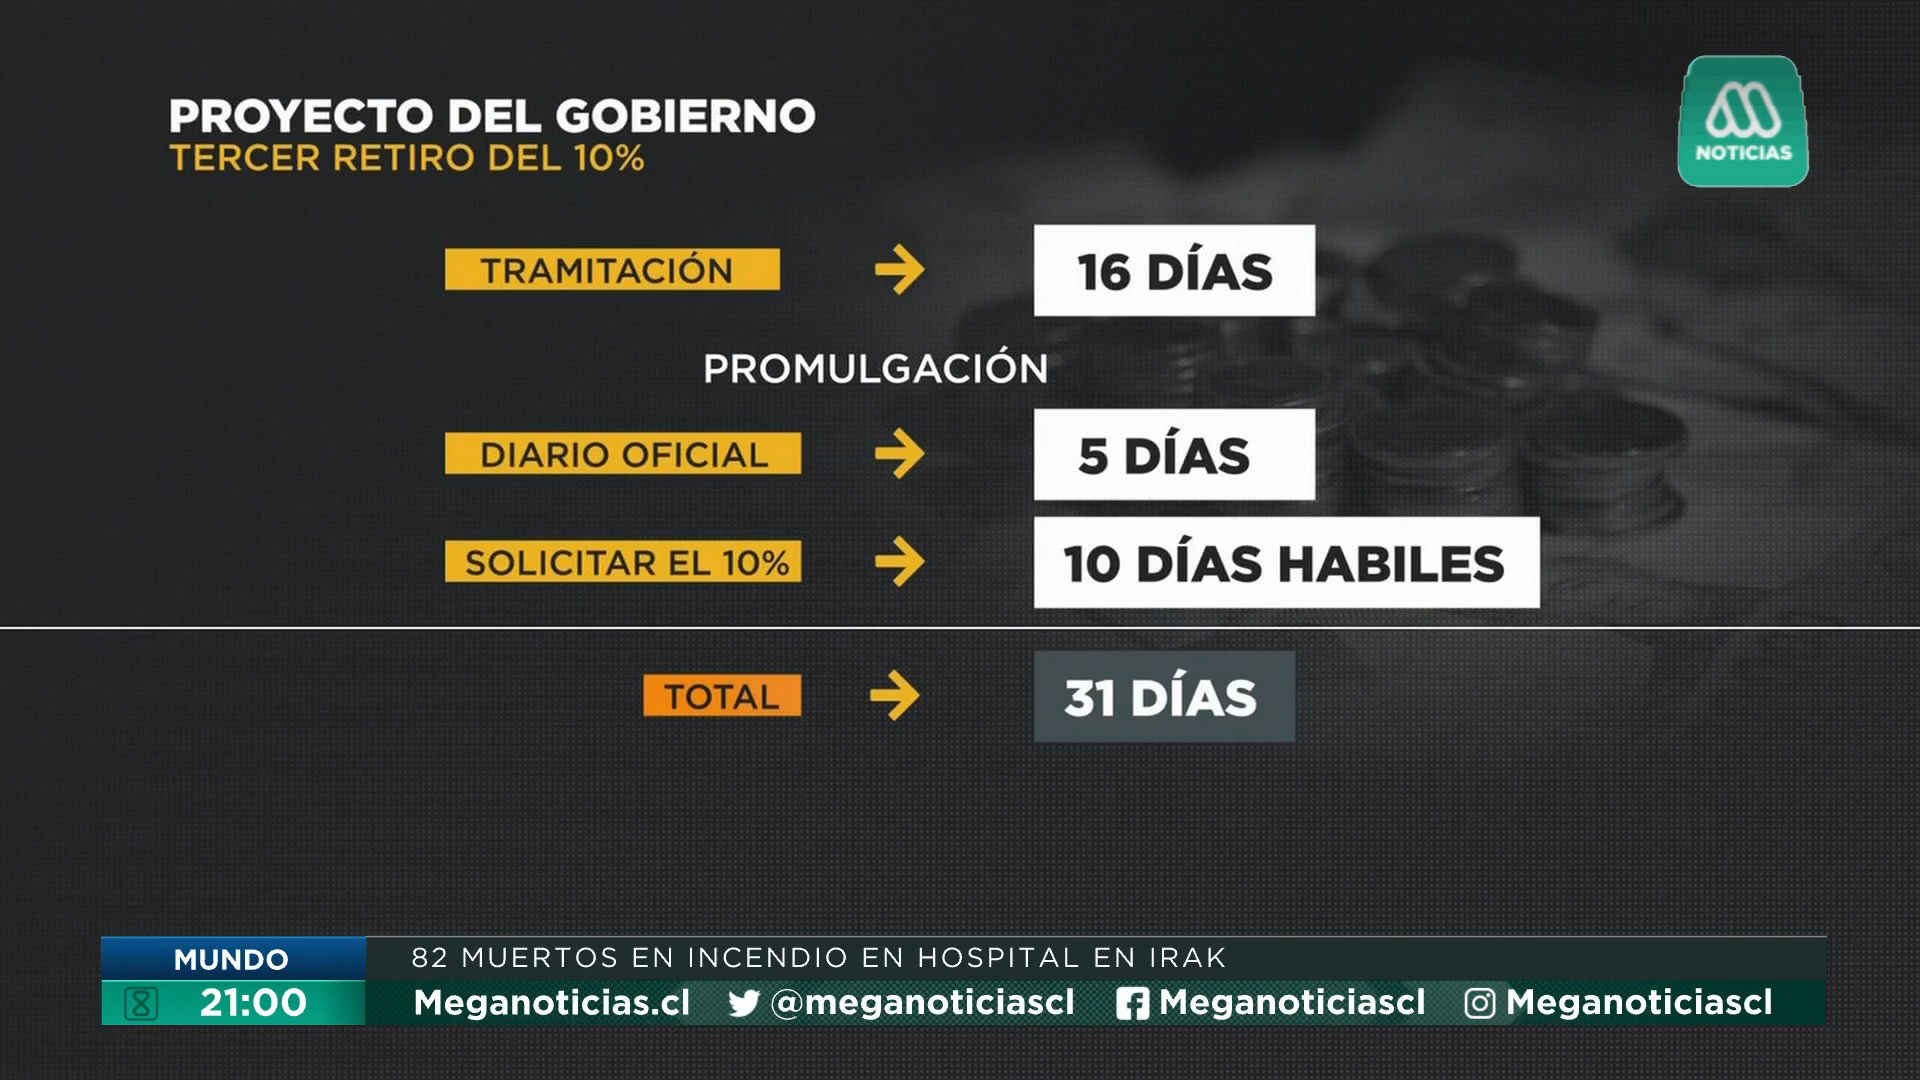 PROYECTO DEL GOBIERNO
TERCER RETIRO DEL 10%
NOTICIAS
TRAMITACIÓN
16 DÍAS
PROMULGACIÓN
DIARIO OFICIAL
5 DÍAS
SOLICITAR EL 10%
10 DÍAS HABILES
TOTAL
31 DÍAS
MUNDO
82 MUERTOS EN INCENDIO EN HOSPITAL EN IRAK
21:00
Meganoticias.cl @meganoticiascl Meganoticiascl Meganoticiascl